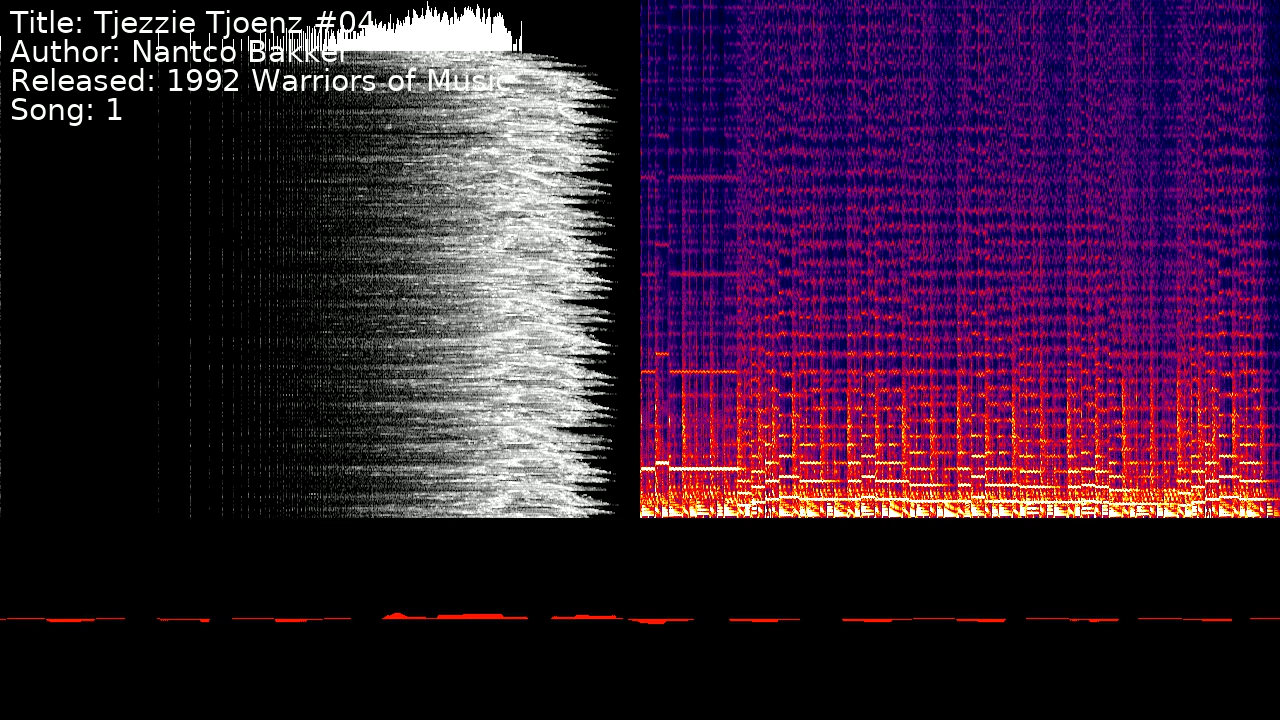 Title: Tjezzie Tjoenz #04
Author: Nantco Bakker
Released: 1992 Warriors of Music
Song: 1